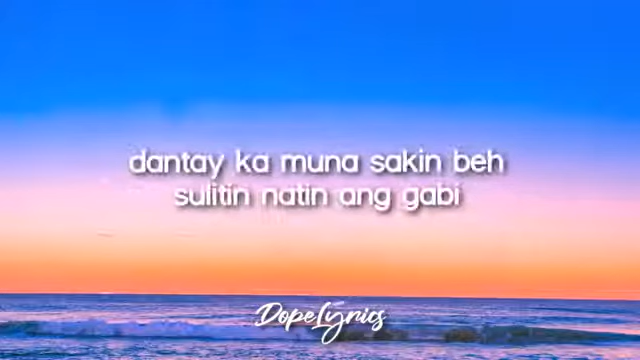 dantay ka muna sakin beh
sulitin natin ang gabi
DopeLyrics